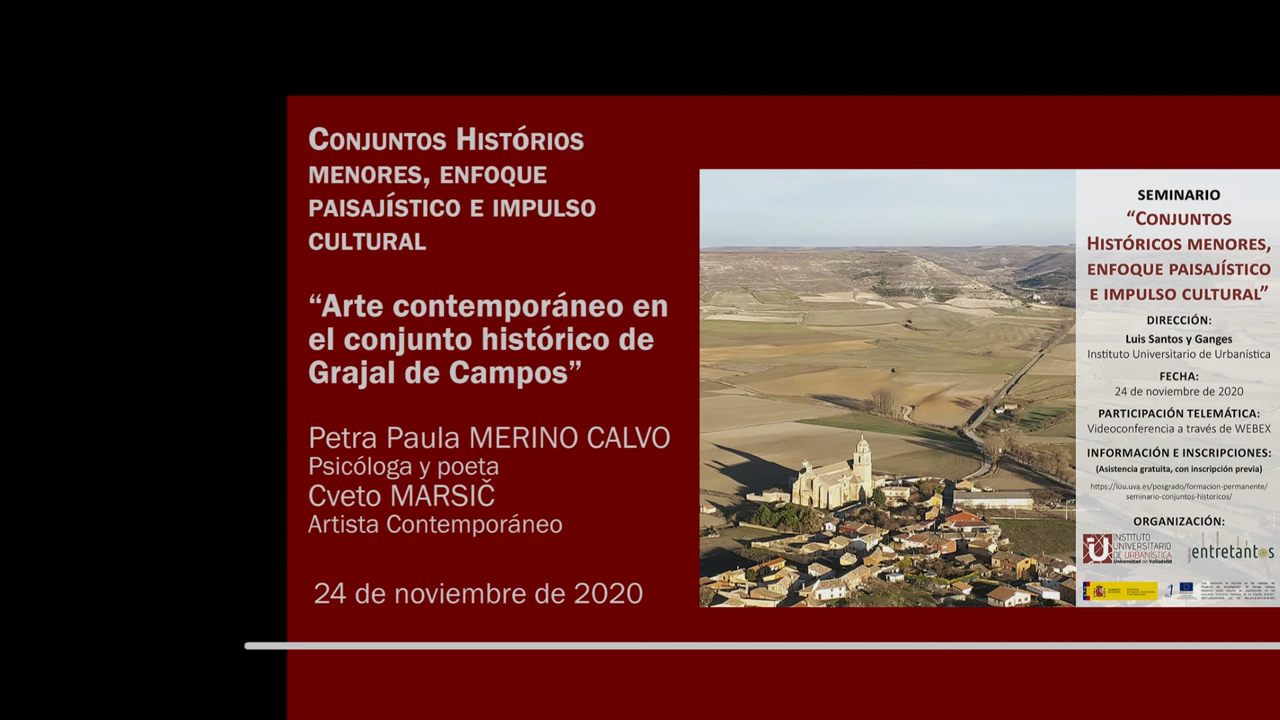 Conjuntos Histórios
menores, enfoque
paisajístico e impulso
cultural
“Arte contemporáneo en
el conjunto histórico de
Grajal de Campos”
Petra Paula MERINO CALVO
Psicóloga y poeta
Cveto MARSIČ
Artista Contemporáneo
24 de noviembre de 2020
SEMINARIO
“Conjuntos
Históricos menores,
enfoque paisajístico
e impulso cultural”
DIRECCIÓN:
Luis Santos y Ganges
Instituto Universitario de Urbanística
FECHA:
24 de noviembre de 2020
PARTICIPACIÓN TELEMÁTICA:
Videoconferencia a través de WEBEX
INFORMACIÓN E INSCRIPCIONES:
(Asistencia gratuita, con inscripción previa)
https://iuu.uva.es/posgrado/formacion-permanente/
seminario-conjuntos-historicos/
ORGANIZACIÓN:
INSTITUTO
UNIVERSITARIO
DE URBANÍSTICA
Universidad de Valladolid
entretantos